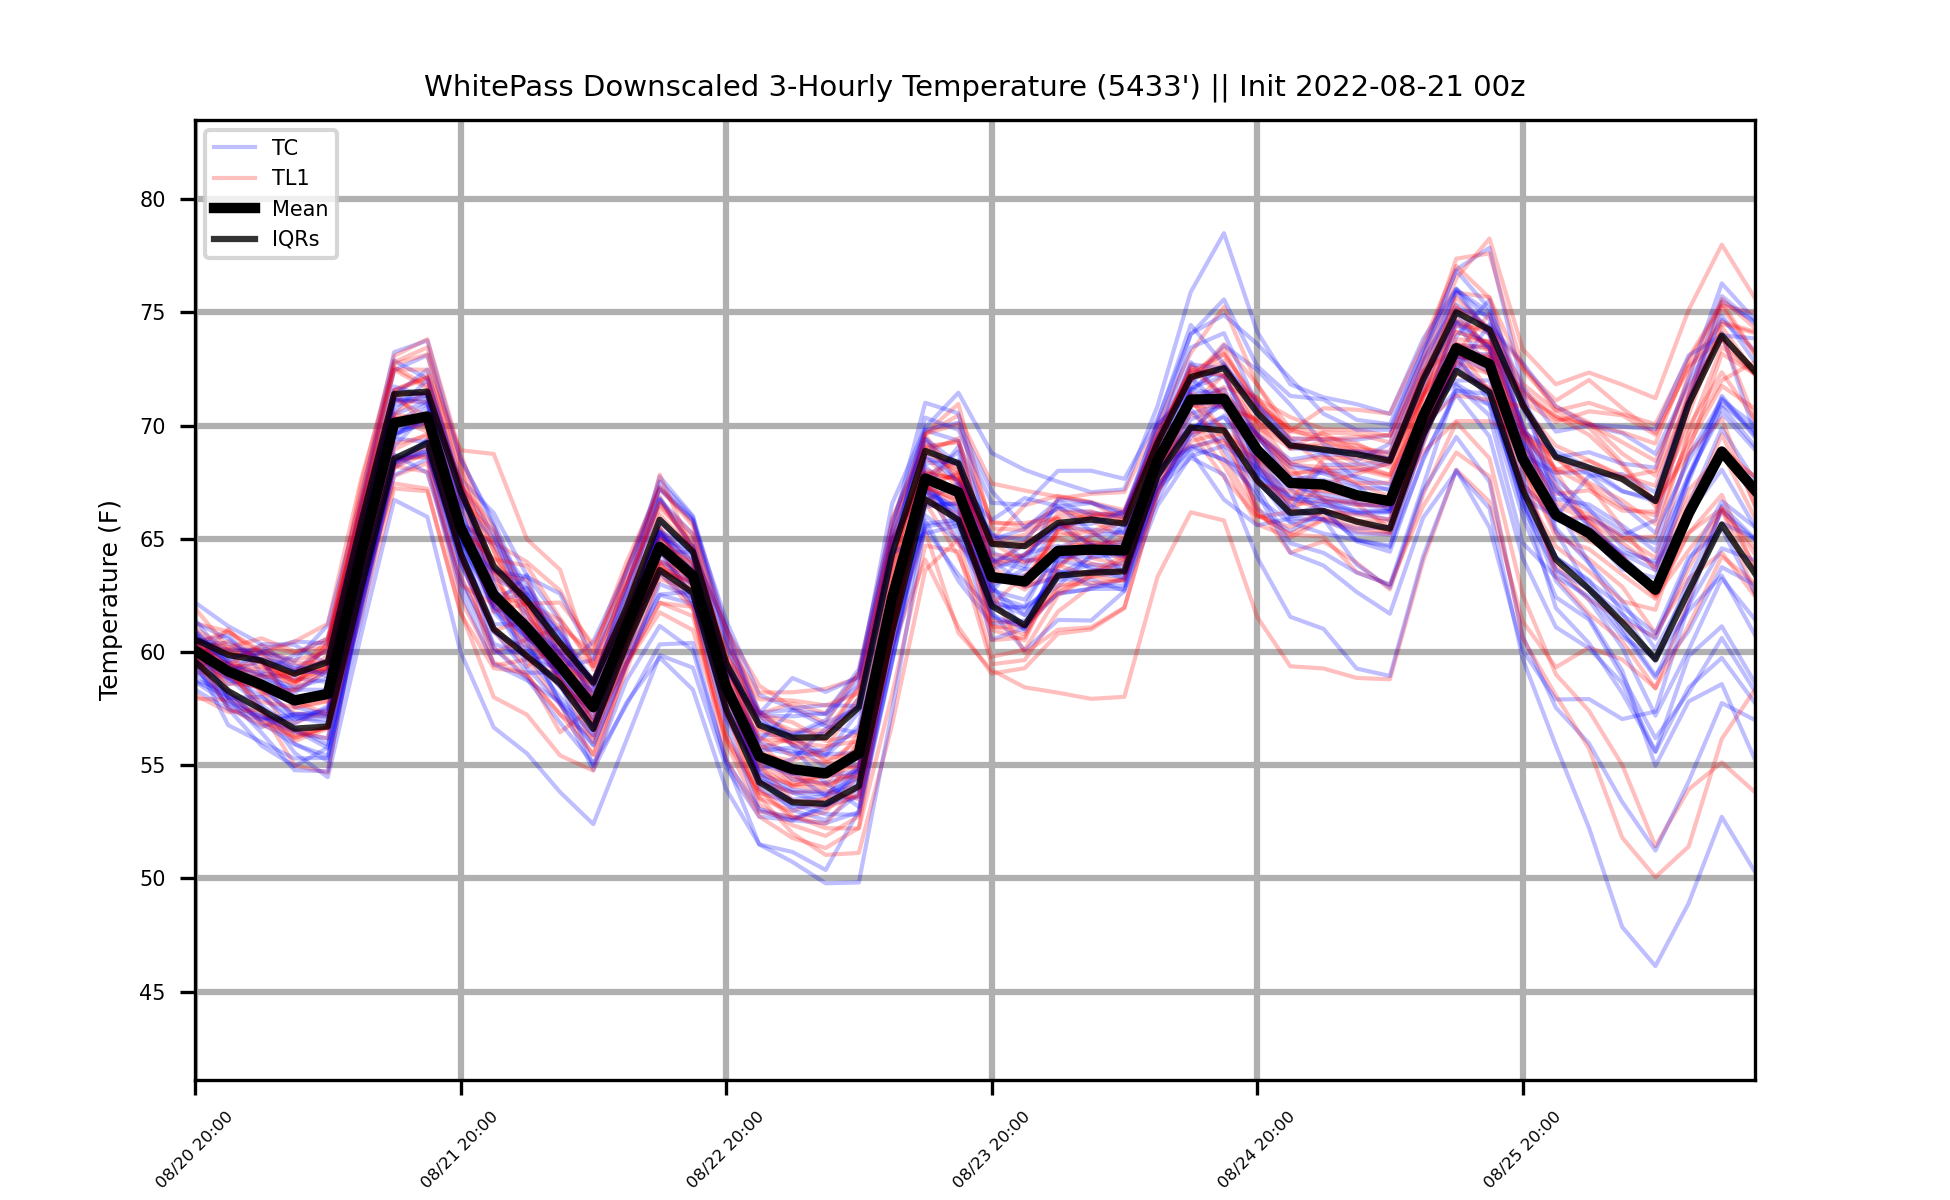 WhitePass Downscaled 3-Hourly Temperature (5433') || Init 2022-08-21 00z
TC
TL1
Mean
IQRs
Temperature (F)
80
75
70
65
60
55
50
45
08/20 20:00
08/21 20:00
08/22 20:00
08/23 20:00
08/24 20:00
08/25 20:00